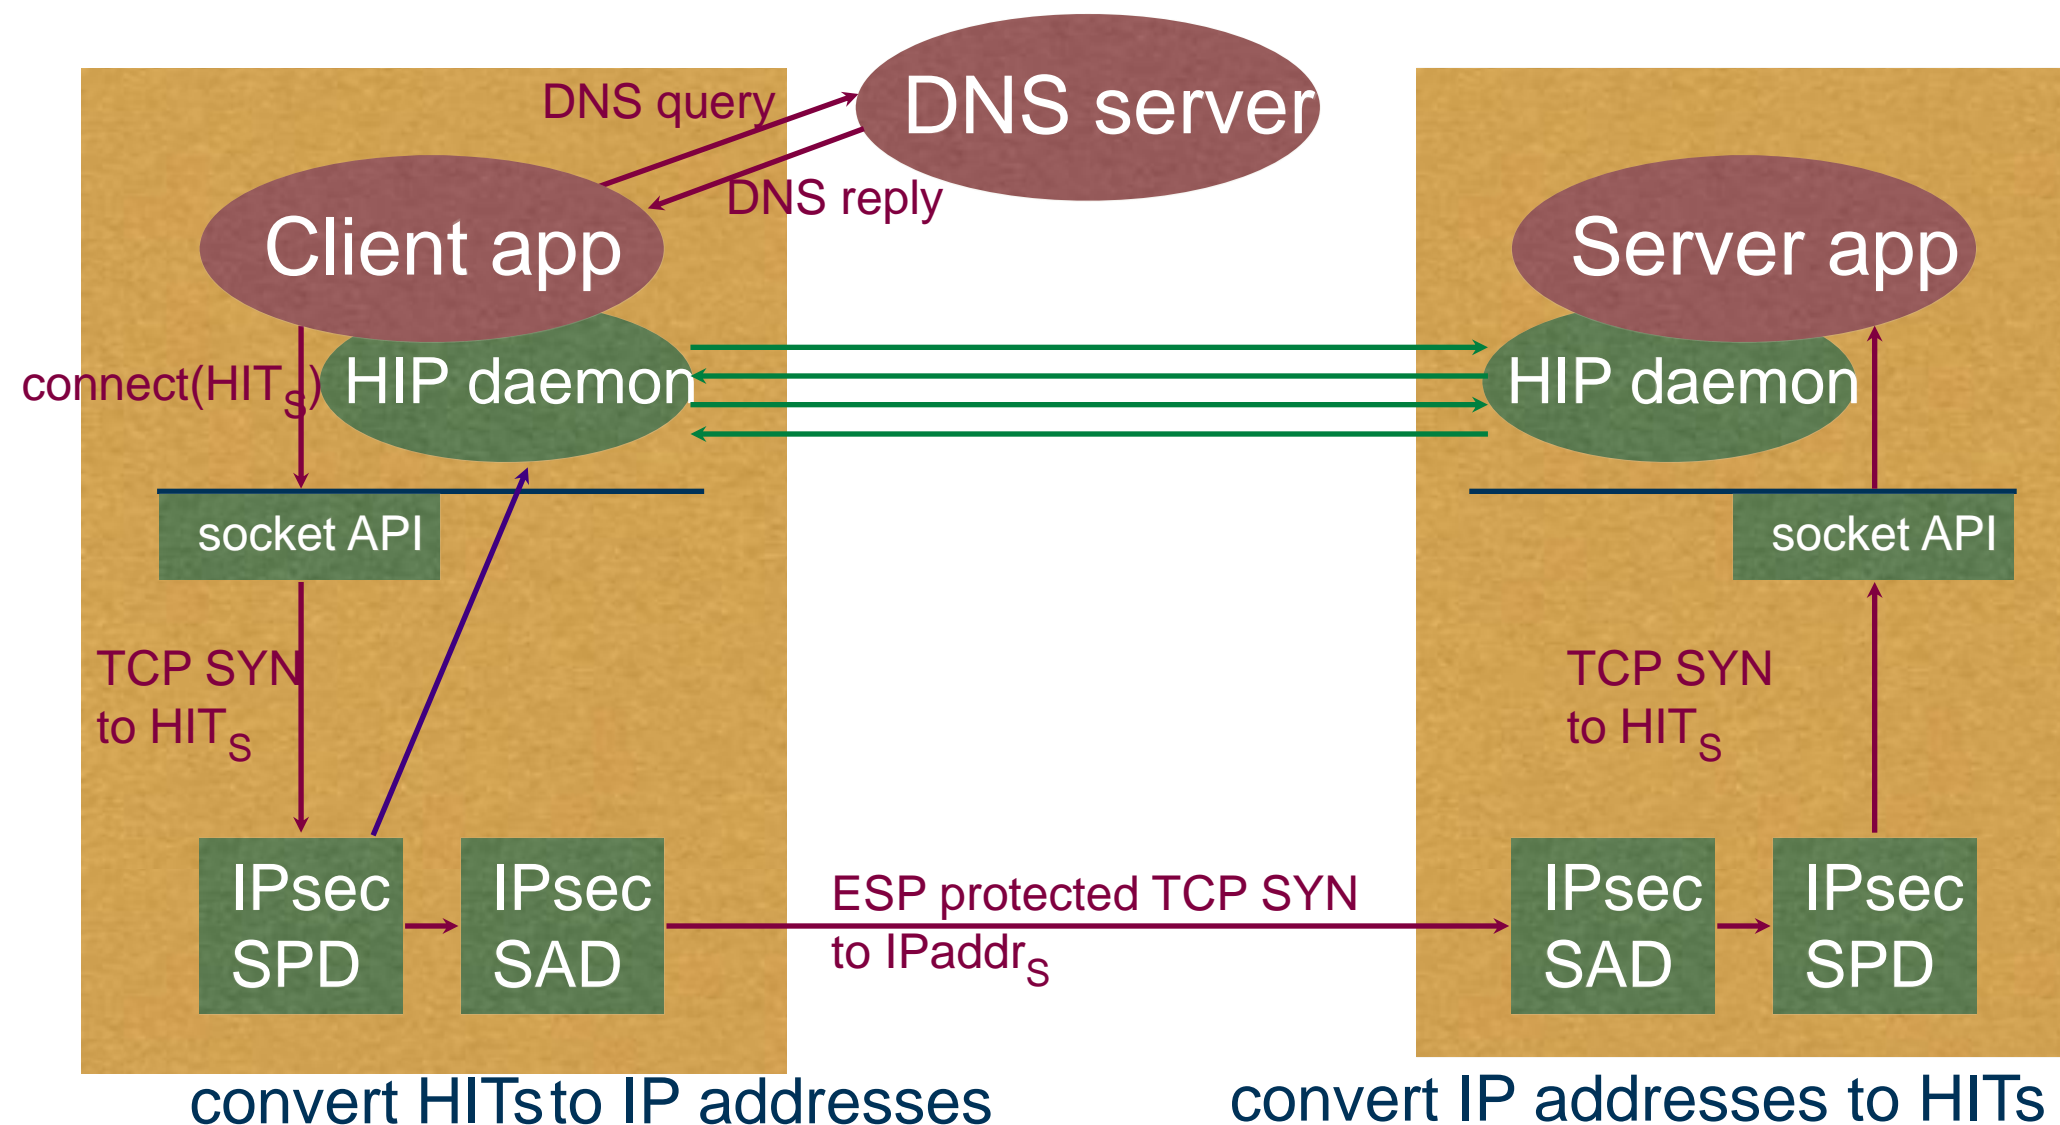 DNS query
DNS server
DNS reply
Client app
Server app
connect(HITS)
HIP daemon
HIP daemon
socket API
socket API
TCP SYN
to HITS
TCP SYN
to HITS
IPsec
SPD
IPsec
SAD
ESP protected TCP SYN
to IPaddrS
IPsec
SAD
IPsec
SPD
convert HITs to IP addresses
convert IP addresses to HITs